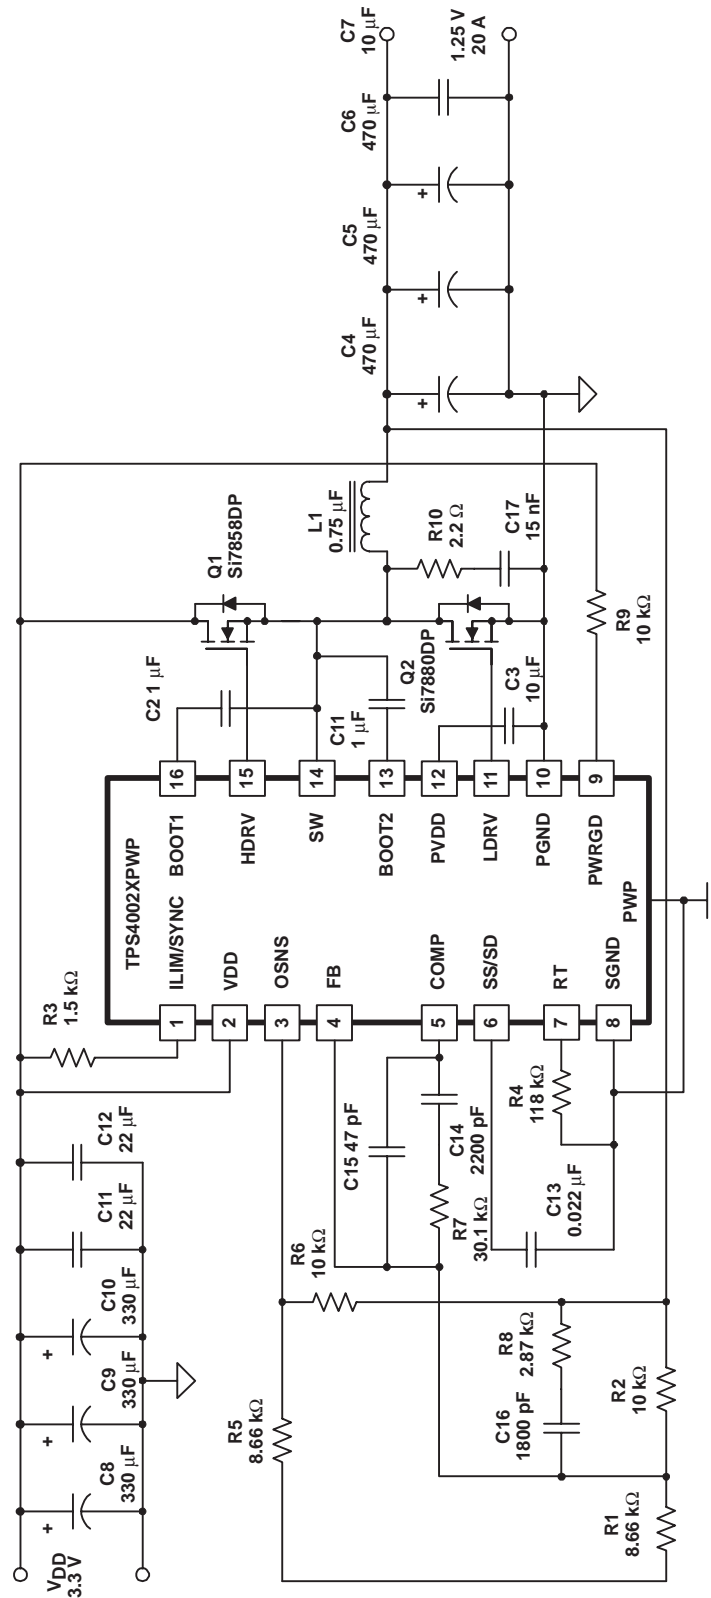 VDD
3.3 V
C8
330 µF
C9
330 µF
C10
330 µF
C11
22 µF
C12
22 µF
R3
1.5 kΩ
+
+
+
TPS4002XPWP
1
ILIM/SYNC
2
VDD
3
OSNS
4
FB
5
COMP
6
SS/SD
7
RT
8
SGND
16
BOOT1
15
HDRV
14
SW
13
BOOT2
12
PVDD
11
LDRV
10
PGND
9
PWRGD
PWP
R5
8.66 kΩ
R6
10 kΩ
C15 47 pF
R7
30.1 kΩ
C14
2200 pF
C13
0.022 µF
R4
118 kΩ
C16
1800 pF
R8
2.87 kΩ
R1
8.66 kΩ
R2
10 kΩ
C2 1 µF
Q1
Si7858DP
C11
1 µF
Q2
Si7880DP
C3
10 µF
R9
10 kΩ
L1
0.75 µF
R10
2.2 Ω
C17
15 nF
C4
470 µF
C5
470 µF
C6
470 µF
C7
10 µF
+
+
+
1.25 V
20 A